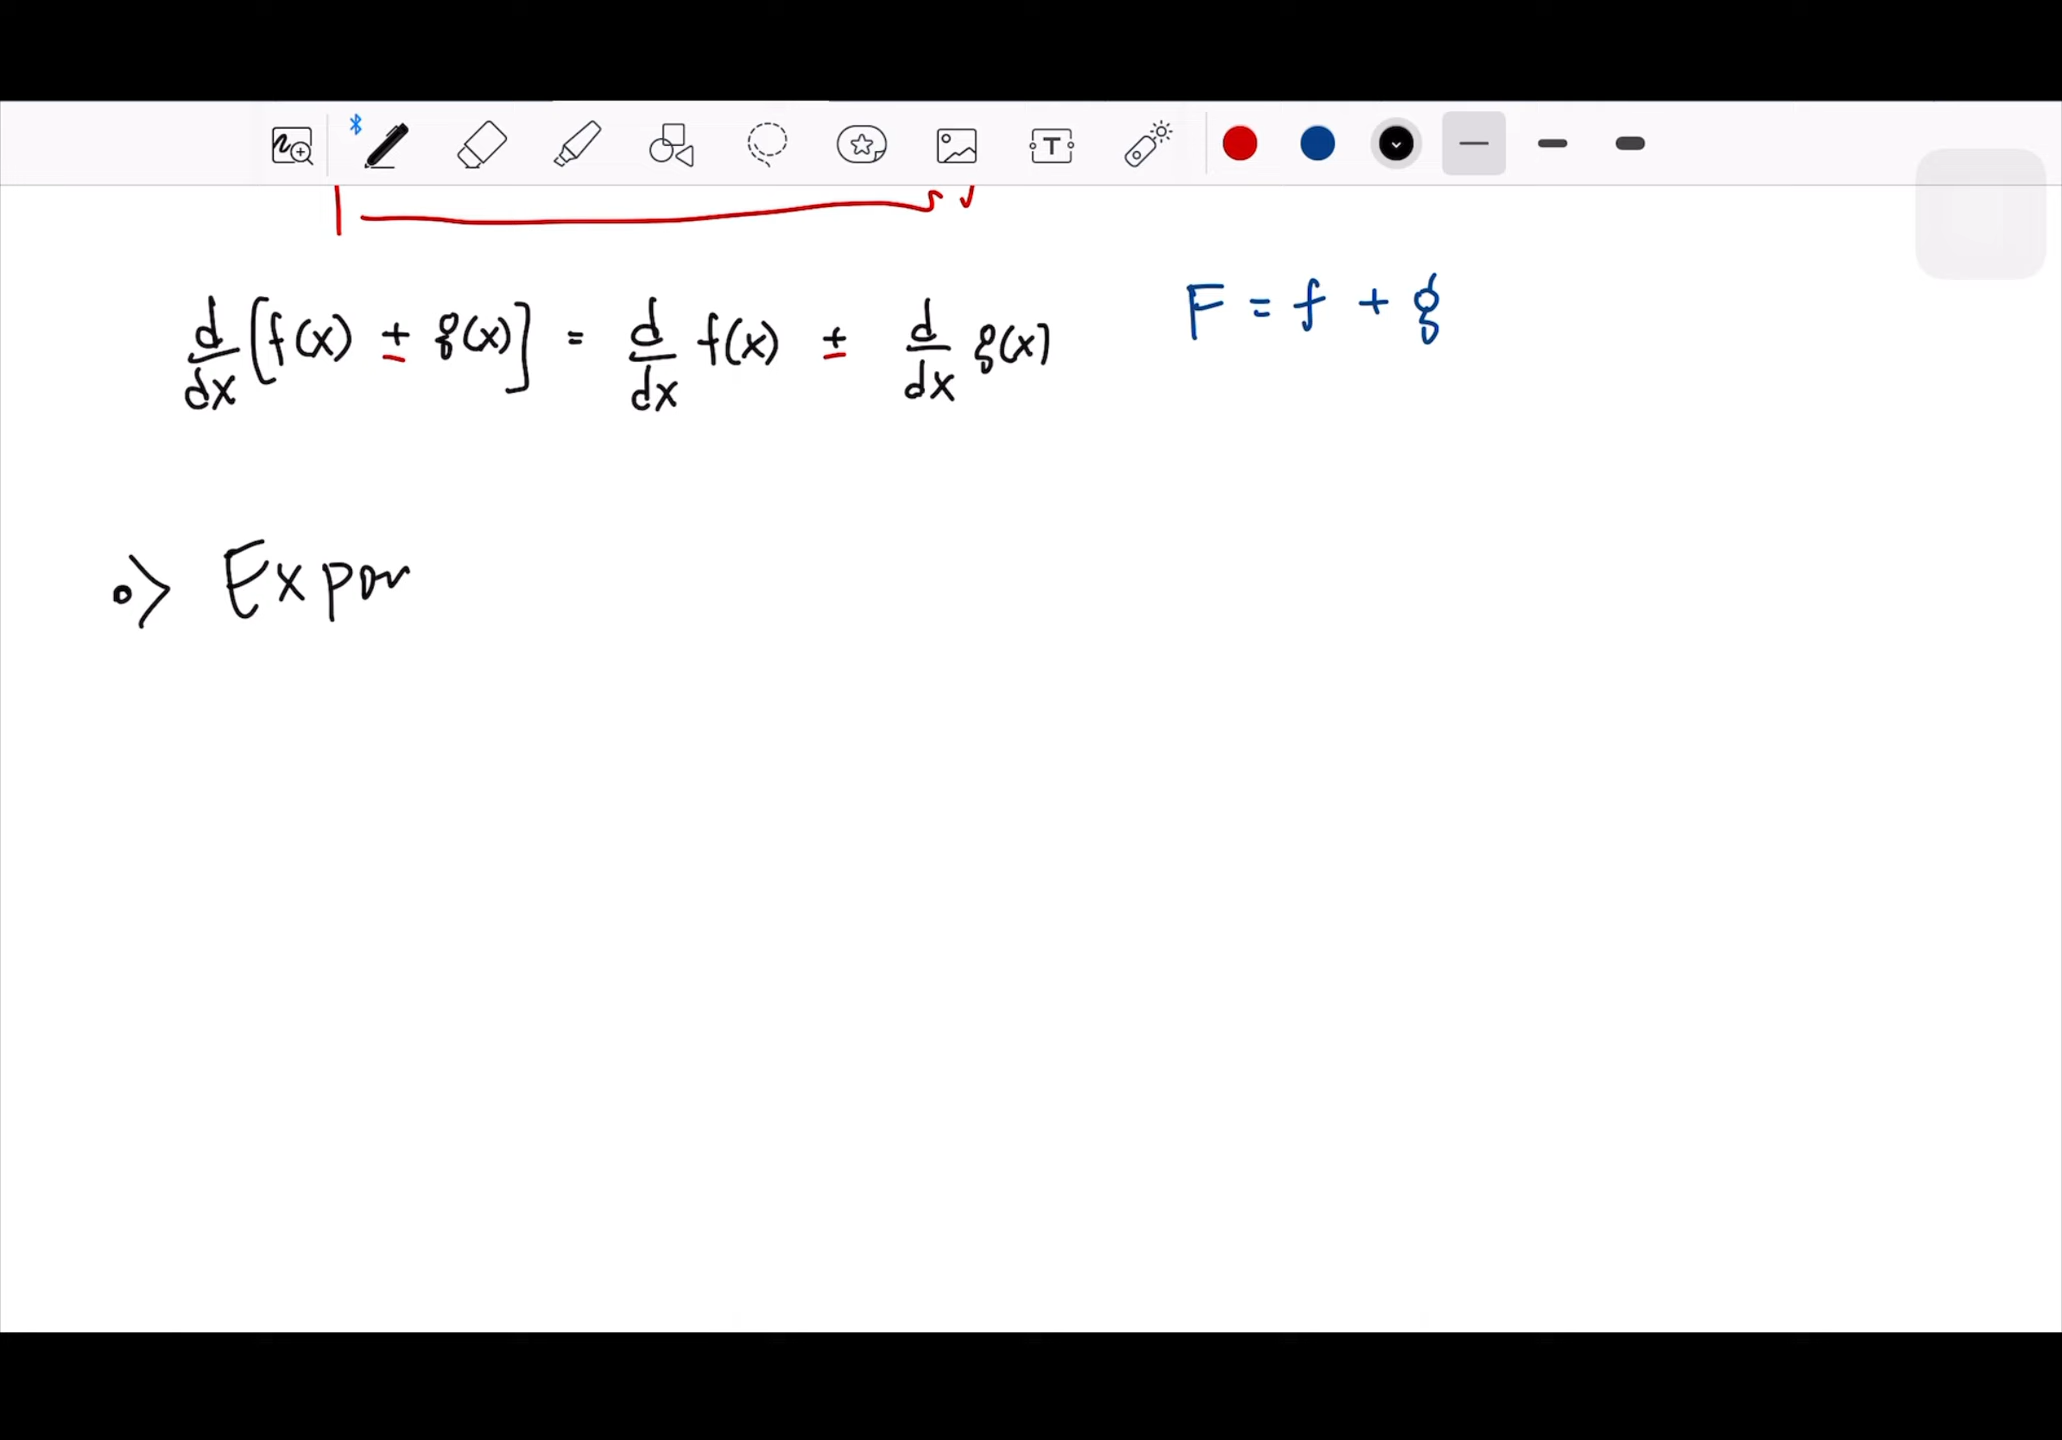 d/dx [f(x) ± g(x)] = d/dx f(x) ± d/dx g(x)
F = f + g
Expon